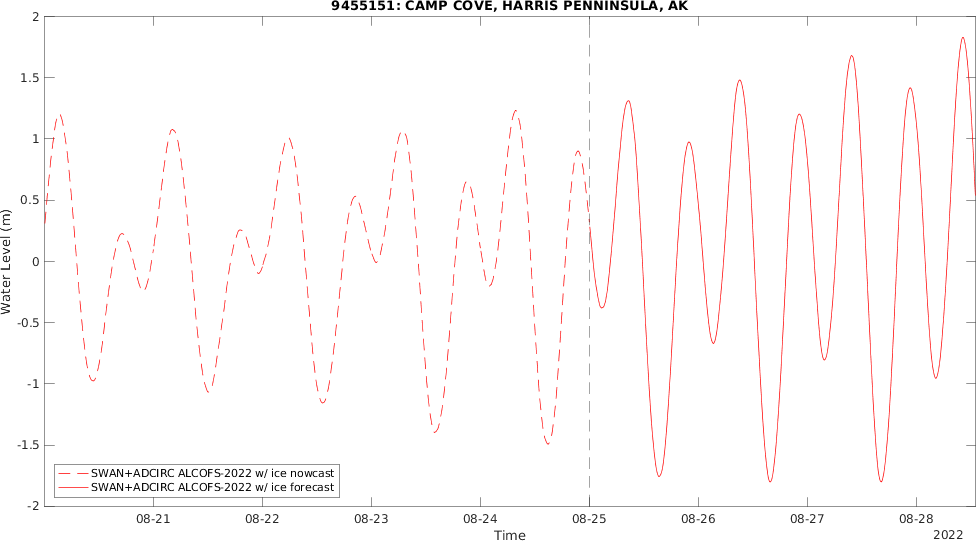 9455151: CAMP COVE, HARRIS PENNINSULA, AK
Water Level (m)
2
1.5
1
0.5
0
-0.5
-1
-1.5
-2
SWAN+ADCIRC ALCOFS-2022 w/ ice nowcast
SWAN+ADCIRC ALCOFS-2022 w/ ice forecast
08-21 08-22 08-23 08-24 08-25 08-26 08-27 08-28
Time
2022